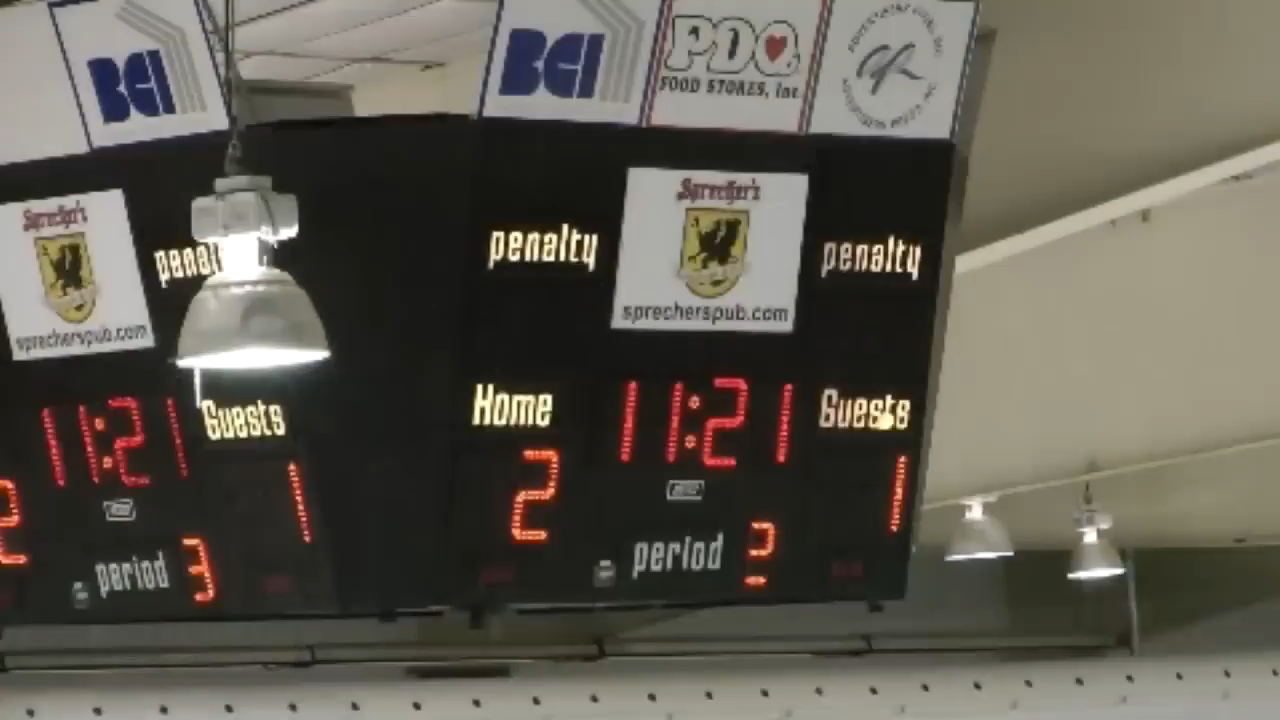 BCI
BCI
PDQ
FOOD STORES, Inc.
Sprecher's
sprecherspub.com
penalty
penalty
Sprecher's
sprecherspub.com
penalty
11:21
Guests
2
1
period 3
Home
11:21
Guests
2
1
period